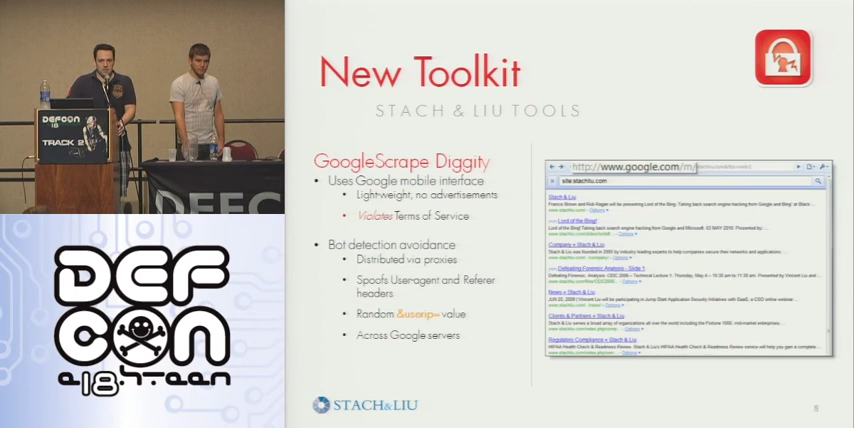 New Toolkit
STACH & LIU TOOLS
DEFCON
18
TRACK 2
DEFC
GoogleScrape Diggity
• Uses Google mobile interface
• Light-weight, no advertisements
• Violates Terms of Service
• Bot detection avoidance
• Distributed via proxies
• Spoofs User-agent and Referer
headers
• Random &userip= value
• Across Google servers
http://www.google.com/m/
site:stachliu.com
Stach & Liu
Lord of the Bing!
Company « Stach & Liu
Defeating Forensic Analysis - Slide 1
News « Stach & Liu
Clients & Partners « Stach & Liu
Regulatory Compliance « Stach & Liu
DEF
CON
e18hteen
STACH&LIU
8